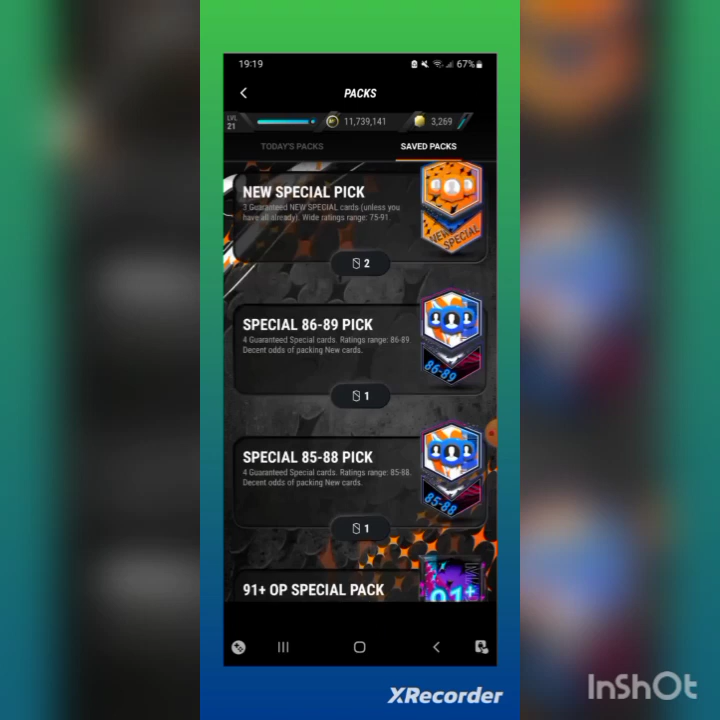 19:19
67%
PACKS
LVL
21
11,739,141
3,269
TODAY'S PACKS
SAVED PACKS
NEW SPECIAL PICK
3 Guaranteed NEW SPECIAL cards (unless you
have all already). Wide ratings range: 75-91.
NEW
SPECIAL
2
SPECIAL 86-89 PICK
4 Guaranteed Special cards. Ratings range: 86-89
Decent odds of packing New cards.
86-89
1
SPECIAL 85-88 PICK
4 Guaranteed Special cards. Ratings range: 85-88.
Decent odds of packing New cards.
85-88
1
91+ OP SPECIAL PACK
91+
XRecorder
InShOt